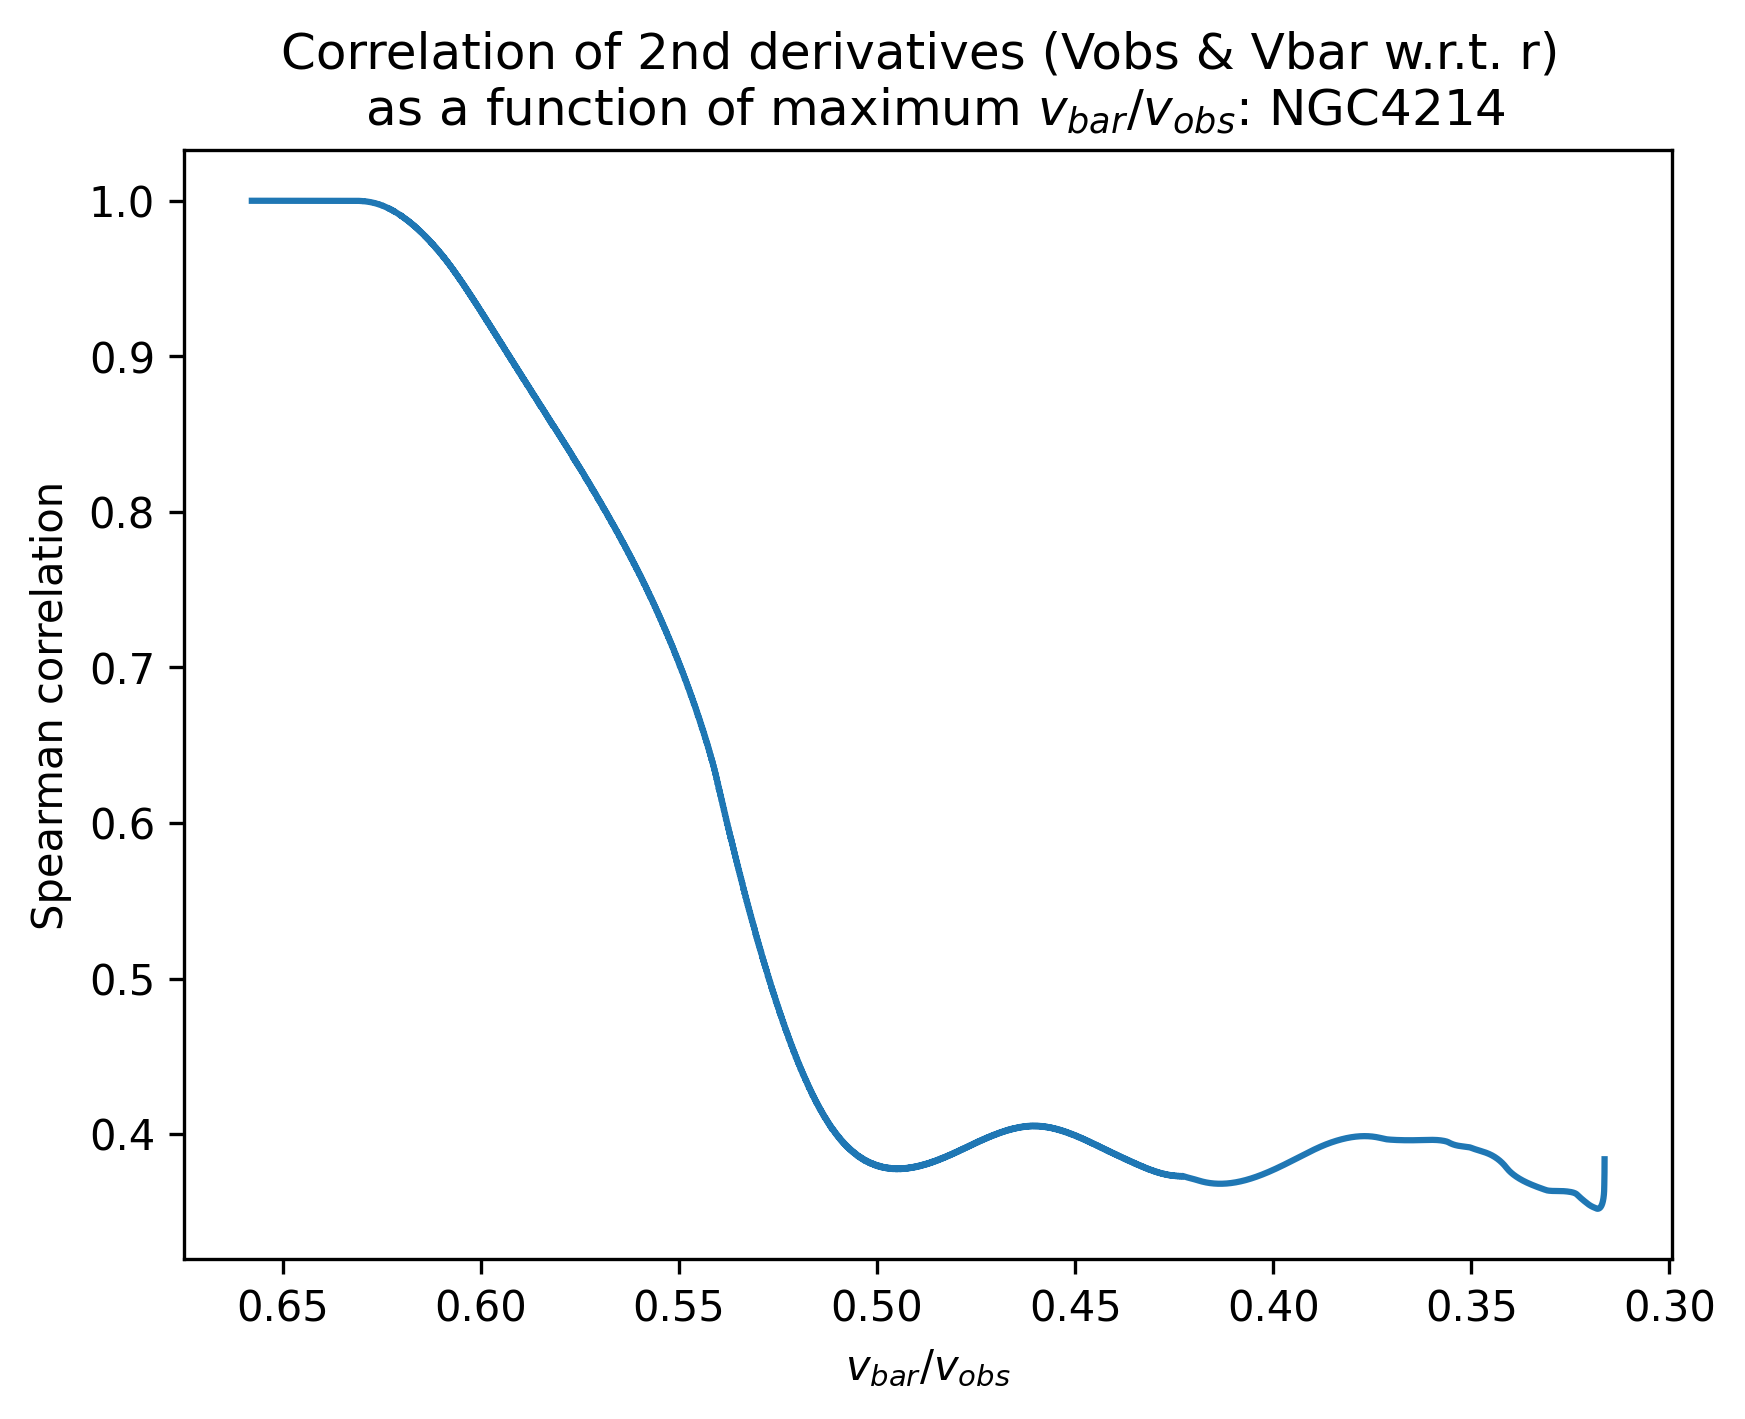 Correlation of 2nd derivatives (Vobs & Vbar w.r.t. r)
as a function of maximum v_bar/v_obs: NGC4214
1.0
0.9
0.8
0.7
0.6
0.5
0.4
Spearman correlation
0.65 0.60 0.55 0.50 0.45 0.40 0.35 0.30
v_bar/v_obs